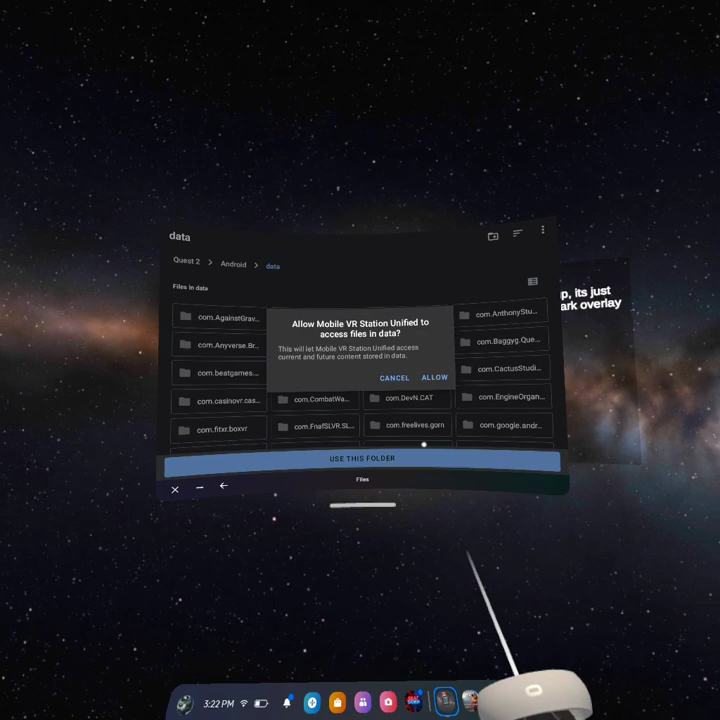 data
Quest 2 > Android > data
Files in data
com.AgainstGrav...
com.AnthonyStu...
com.Anyverse.Br...
com.Baggyg.Que...
com.beatgames...
com.CactusStudi...
com.casinovr.cas...
com.CombatWa...
com.DevN.CAT
com.EngineOrgan...
com.fitxr.boxvr
com.FnafSLVR.SL...
com.freelives.gorn
com.google.andr...
Allow Mobile VR Station Unified to
access files in data?
This will let Mobile VR Station Unified access
current and future content stored in data.
CANCEL ALLOW
USE THIS FOLDER
Files
p, its just
ark overlay
3:22 PM